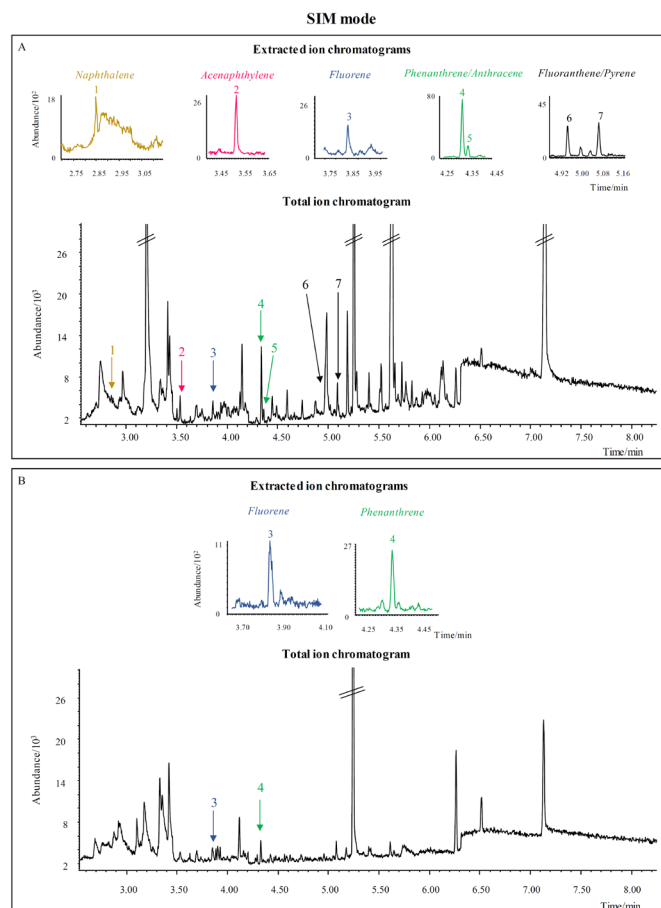 SIM mode
A
Extracted ion chromatograms
Naphthalene
Acenaphthylene
Fluorene
Phenanthrene/Anthracene
Fluoranthene/Pyrene
Abundance/10²
18
1
0
2.75 2.85 2.95 3.05
26
2
0
3.45 3.55 3.65
26
3
0
3.75 3.85 3.95
80
4
5
0
4.25 4.35 4.45
45
6 7
0
4.92 5.00 5.08 5.16
Time/min
Total ion chromatogram
Abundance/10³
26
20
14
8
2
1
2
3
4
5
6
7
3.00 3.50 4.00 4.50 5.00 5.50 6.00 6.50 7.00 7.50 8.00
Time/min
B
Extracted ion chromatograms
Fluorene
Phenanthrene
Abundance/10²
11
3
0
3.70 3.90 4.10
27
4
0
4.25 4.35 4.45
Time/min
Total ion chromatogram
Abundance/10³
26
20
14
8
2
3
4
3.00 3.50 4.00 4.50 5.00 5.50 6.00 6.50 7.00 7.50 8.00
Time/min